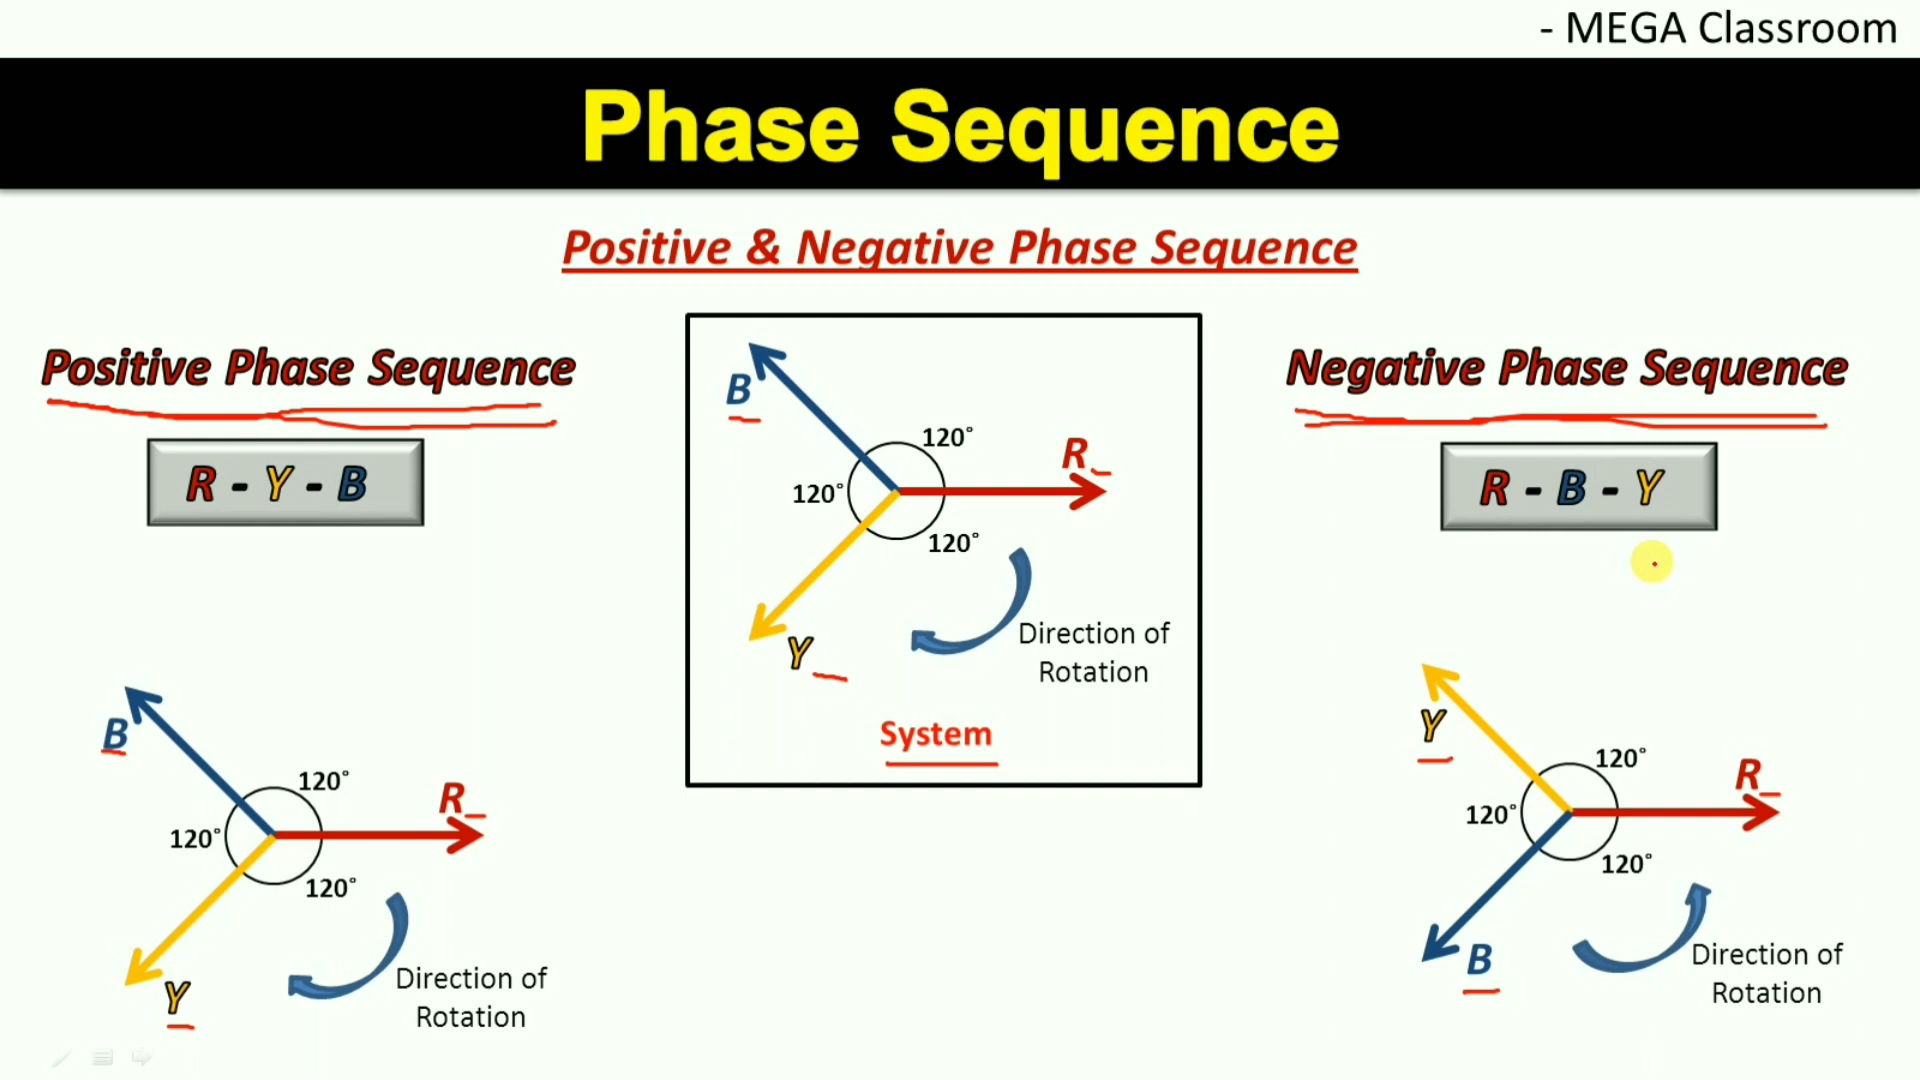 - MEGA Classroom
Phase Sequence
Positive & Negative Phase Sequence
Positive Phase Sequence
R - Y - B
B
120°
R
120°
120°
Y
Direction of
Rotation
B
120°
R
120°
120°
Y
Direction of
Rotation
System
Negative Phase Sequence
R - B - Y
Y
120°
R
120°
120°
B
Direction of
Rotation